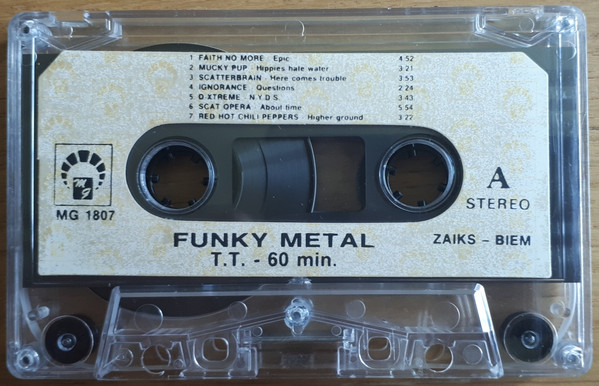 1 FAITH NO MORE - Epic 4:52
2 MUCKY PUP - Hippies hate water 3:21
3 SCATTERBRAIN - Here comes trouble 3:53
4 IGNORANCE - Questions 2:24
5 D-XTREME - N.Y.D.S. 3:43
6 SCAT OPERA - About time 5:54
7 RED HOT CHILI PEPPERS - Higher ground 3:22
MG
MG 1807
A
STEREO
FUNKY METAL
ZAIKS - BIEM
T.T. - 60 min.